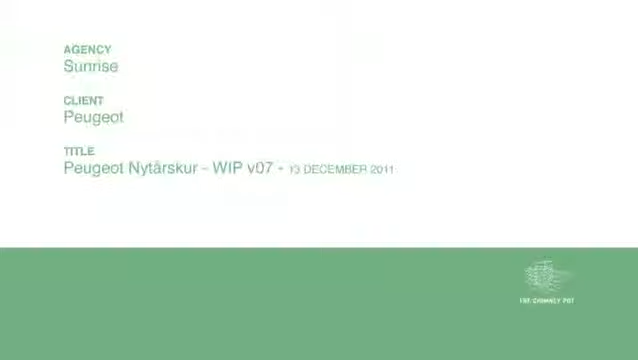 AGENCY
Sunrise
CLIENT
Peugeot
TITLE
Peugeot Nytårskur - WIP v07 - 13 DECEMBER 2011
THE CHIMNEY POT